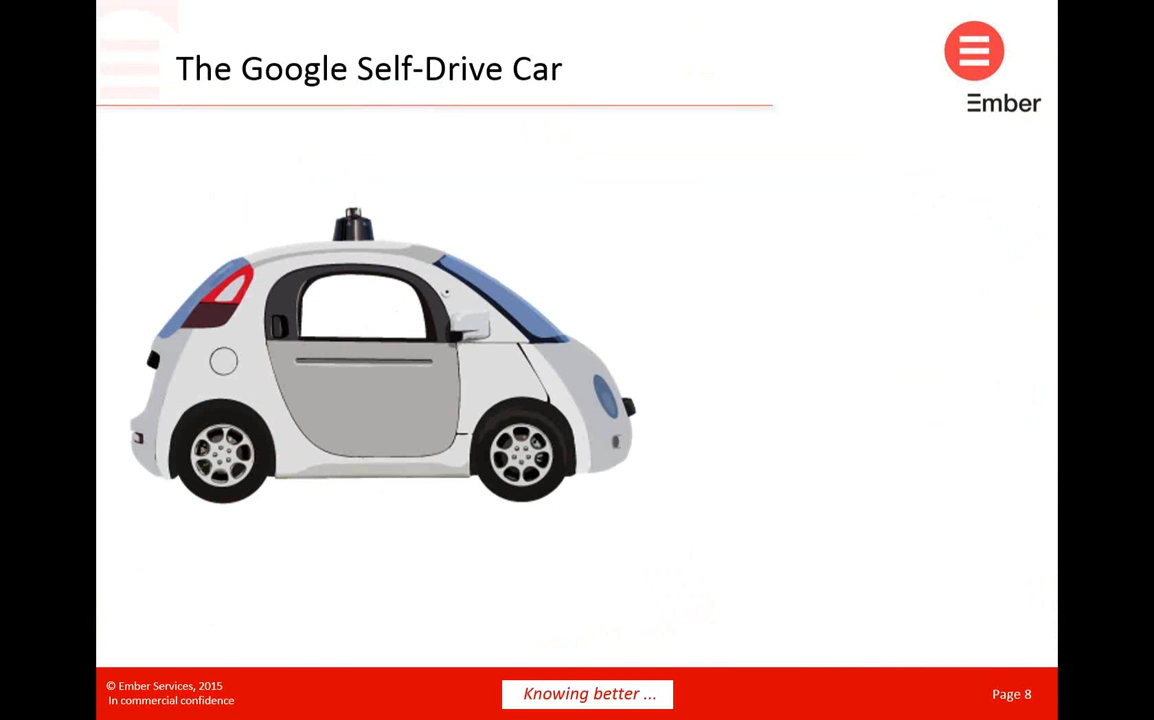 The Google Self-Drive Car
Ember
© Ember Services, 2015
In commercial confidence
Knowing better ...
Page 8